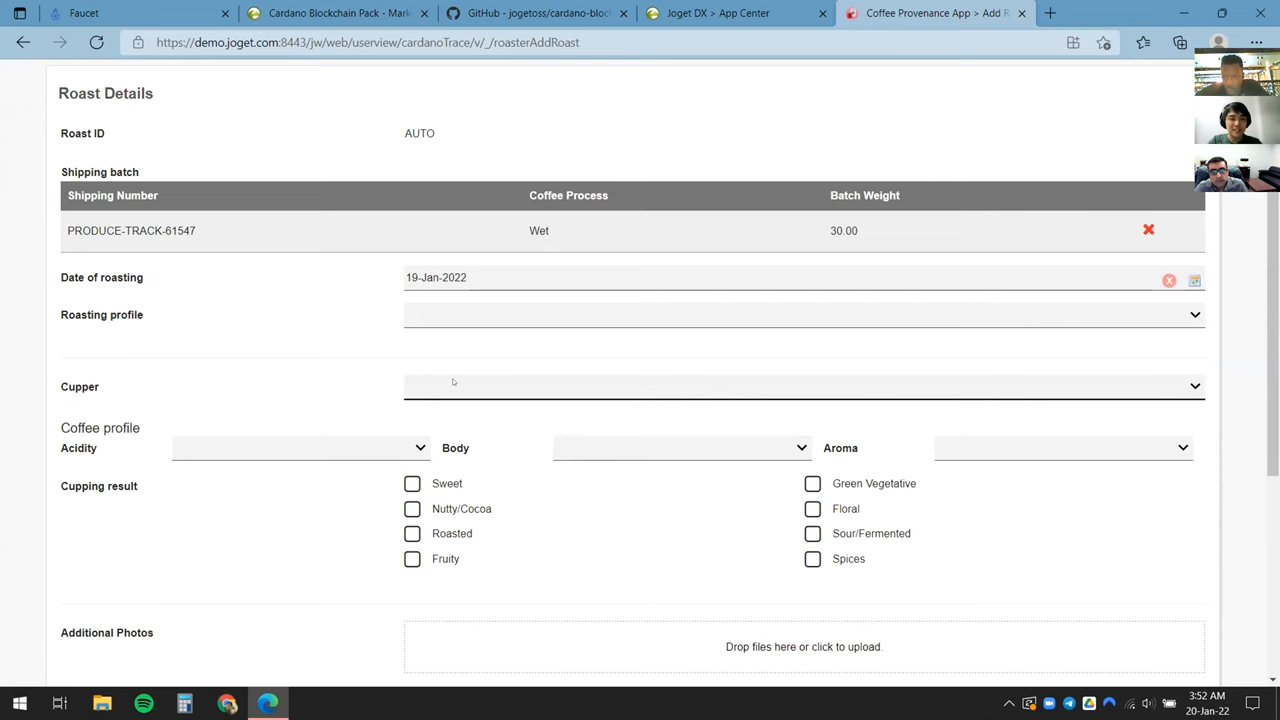 Faucet
Cardano Blockchain Pack - Mark
GitHub - jogetoss/cardano-bloc
Joget DX > App Center
Coffee Provenance App > Add R
https://demo.joget.com:8443/jw/web/userview/cardanoTrace/v/_/roasterAddRoast
Roast Details
Roast ID AUTO
Shipping batch
Shipping Number Coffee Process Batch Weight
PRODUCE-TRACK-61547 Wet 30.00
Date of roasting 19-Jan-2022
Roasting profile
Cupper
Coffee profile
Acidity Body Aroma
Cupping result Sweet Green Vegetative
Nutty/Cocoa Floral
Roasted Sour/Fermented
Fruity Spices
Additional Photos
Drop files here or click to upload.
3:52 AM
20-Jan-22